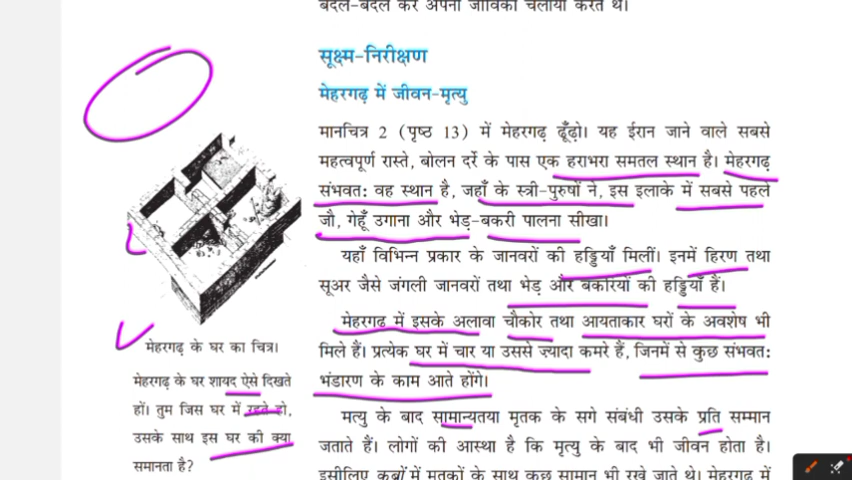 बदल-बदल कर अपनी जीविका चलाया करते थे।
सूक्ष्म-निरीक्षण
मेहरगढ़ में जीवन-मृत्यु
मानचित्र 2 (पृष्ठ 13) में मेहरगढ़ ढूँढ़ो। यह ईरान जाने वाले सबसे
महत्वपूर्ण रास्ते, बोलन दर्रे के पास एक हराभरा समतल स्थान है। मेहरगढ़
संभवत: वह स्थान है, जहाँ के स्त्री-पुरुषों ने, इस इलाके में सबसे पहले
जौ, गेहूँ उगाना और भेड़-बकरी पालना सीखा।
यहाँ विभिन्न प्रकार के जानवरों की हड्डियाँ मिलीं। इनमें हिरण तथा
सूअर जैसे जंगली जानवरों तथा भेड़ और बकरियों की हड्डियाँ हैं।
मेहरगढ़ में इसके अलावा चौकोर तथा आयताकार घरों के अवशेष भी
मिले हैं। प्रत्येक घर में चार या उससे ज़्यादा कमरे हैं, जिनमें से कुछ संभवत:
भंडारण के काम आते होंगे।
मत्यु के बाद सामान्यतया मृतक के सगे संबंधी उसके प्रति सम्मान
जताते हैं। लोगों की आस्था है कि मृत्यु के बाद भी जीवन होता है।
इसीलिए कब्रों में मृतकों के साथ कुछ सामान भी रखे जाते थे। मेहरगढ़ में
मेहरगढ़ के घर का चित्र।
मेहरगढ़ के घर शायद ऐसे दिखते
हों। तुम जिस घर में रहते हो,
उसके साथ इस घर की क्या
समानता है?